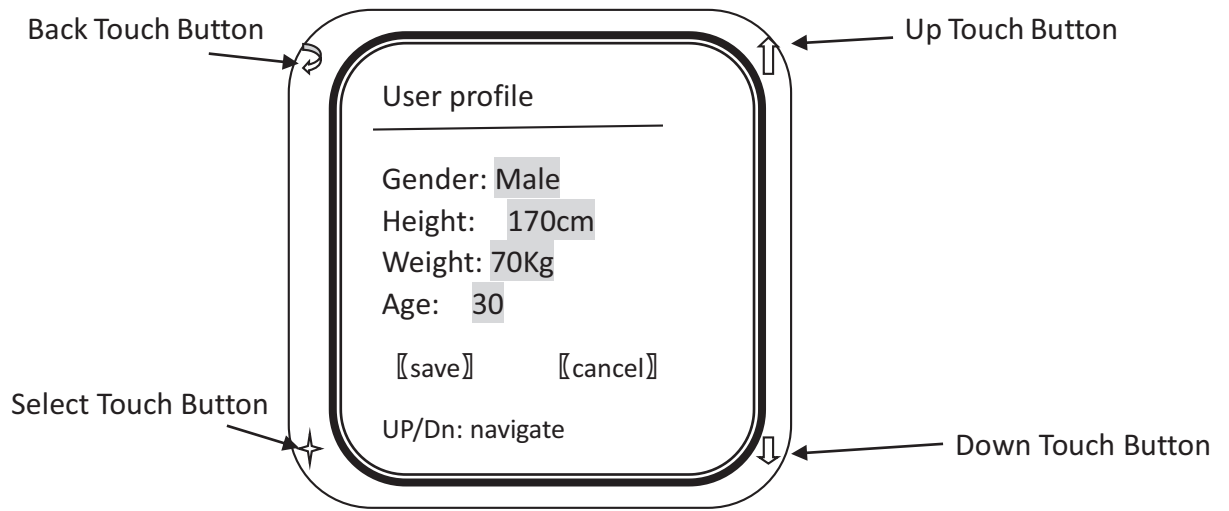 Back Touch Button
Up Touch Button
User profile
Gender: Male
Height: 170cm
Weight: 70Kg
Age: 30
〖save〗 〖cancel〗
Select Touch Button
UP/Dn: navigate
Down Touch Button